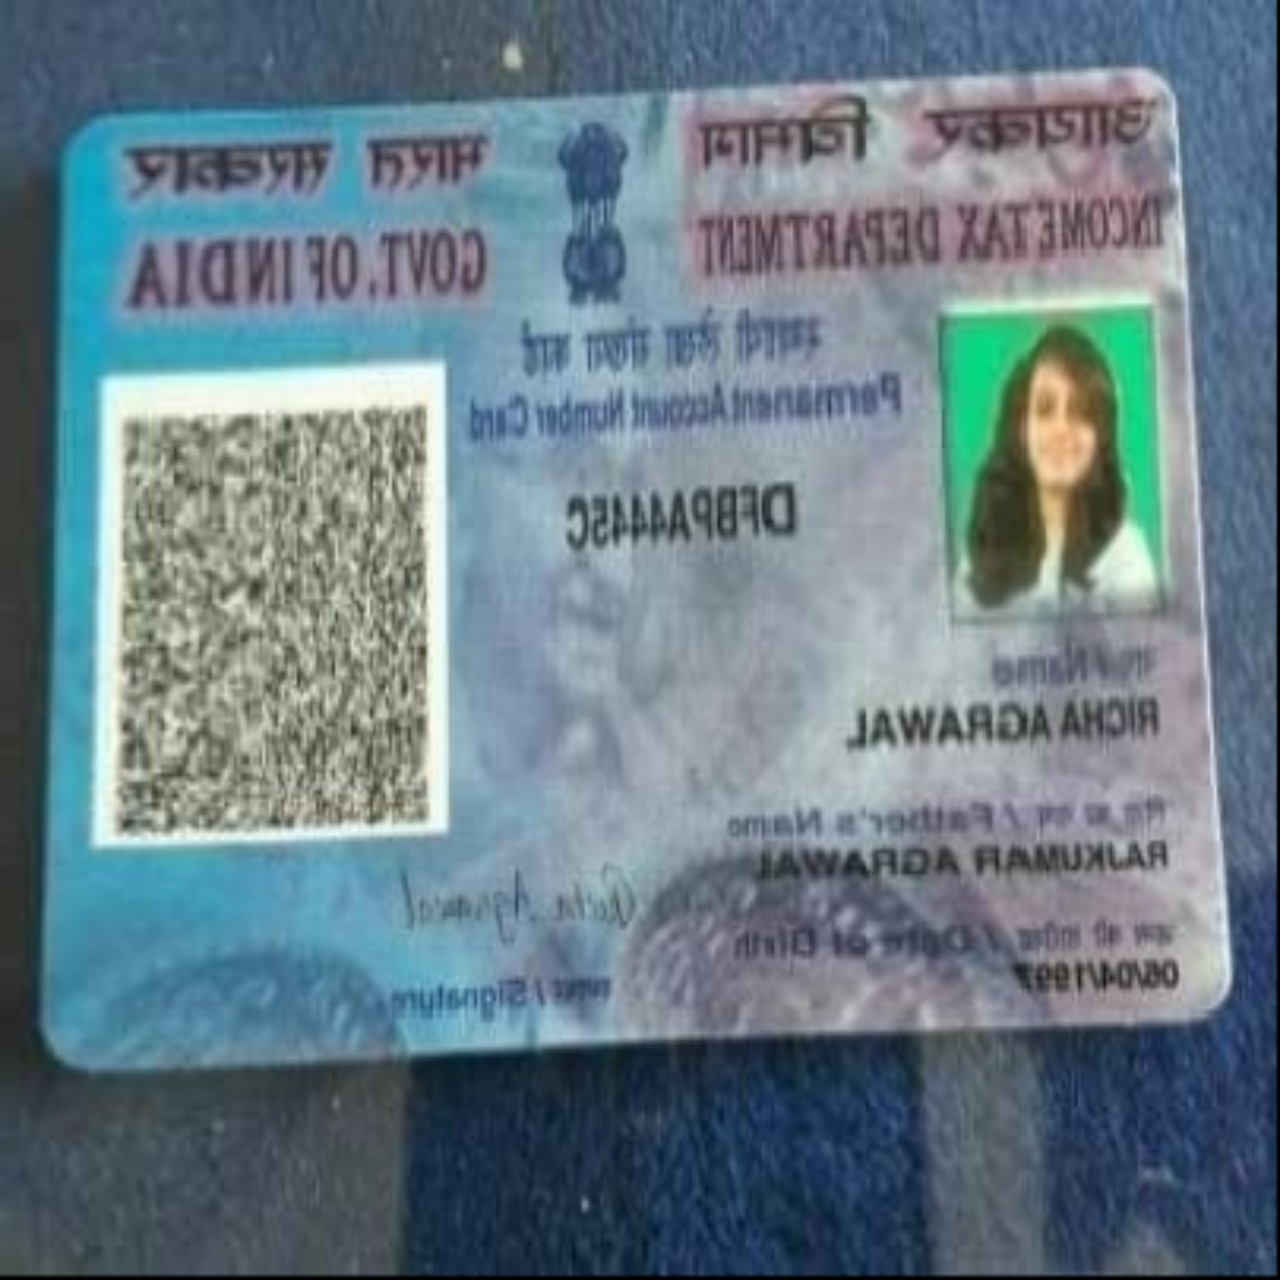 आयकर विभाग
INCOME TAX DEPARTMENT
भारत सरकार
GOVT. OF INDIA
स्थायी लेखा संख्या कार्ड
Permanent Account Number Card
DFBPA4445C
नाम / Name
RICHA AGRAWAL
पिता का नाम / Father's Name
RAJKUMAR AGRAWAL
जन्म की तारीख / Date of Birth
06/04/1997
Agrawal
हस्ताक्षर / Signature